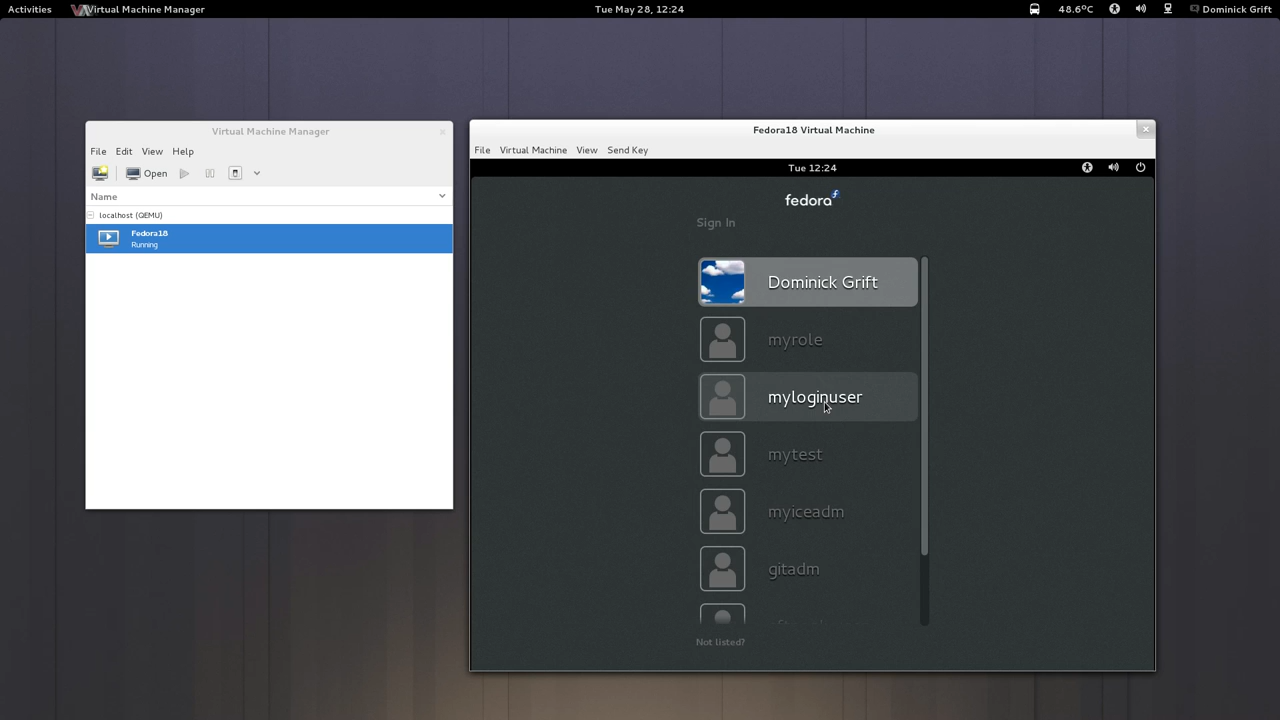 Activities
Virtual Machine Manager
Tue May 28, 12:24
48.6°C
Dominick Grift
Virtual Machine Manager
File Edit View Help
Open
Name
localhost (QEMU)
Fedora18
Running
Fedora18 Virtual Machine
File Virtual Machine View Send Key
Tue 12:24
fedora
Sign In
Dominick Grift
myrole
myloginuser
mytest
myiceadm
gitadm
Not listed?